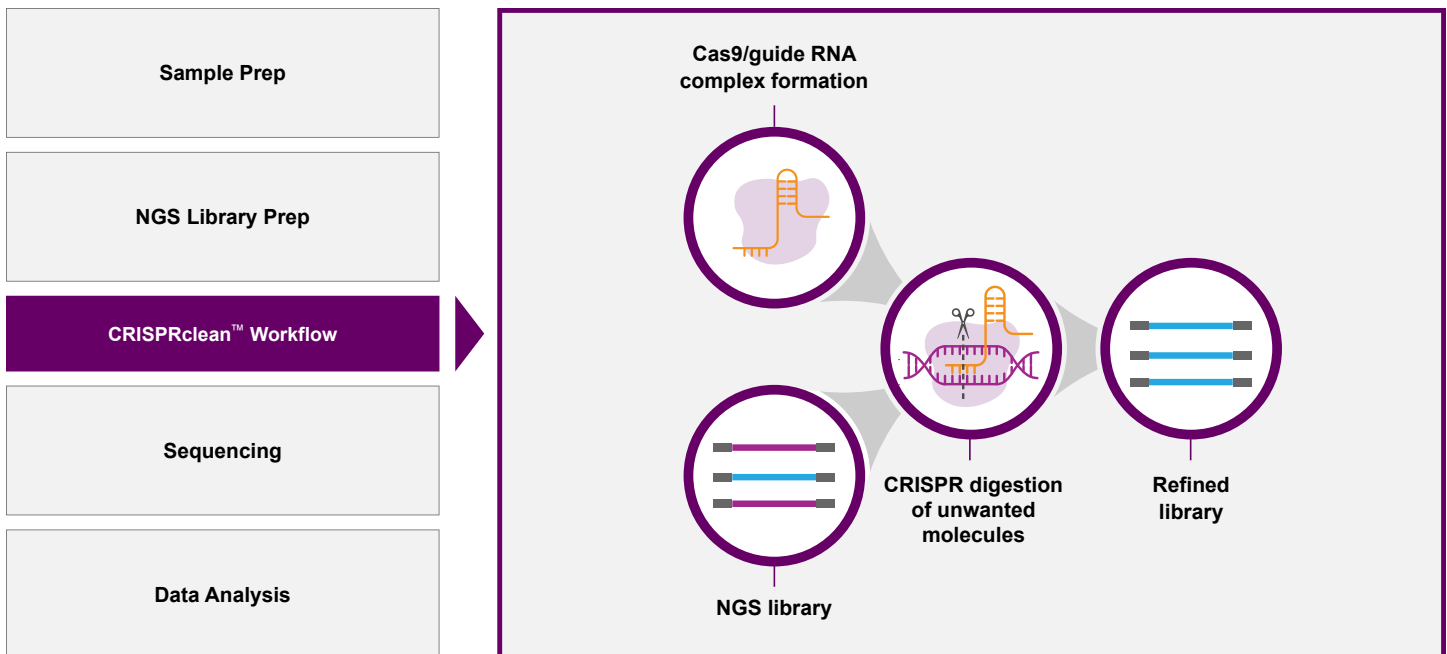 Sample Prep
NGS Library Prep
CRISPRclean™ Workflow
Sequencing
Data Analysis
Cas9/guide RNA
complex formation
NGS library
CRISPR digestion
of unwanted
molecules
Refined
library